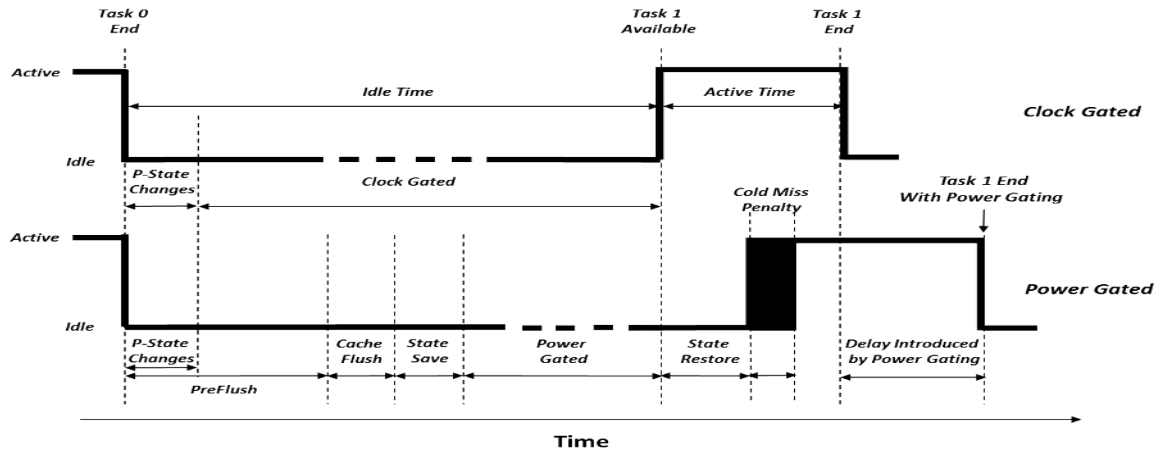 Task 0
End
Task 1
Available
Task 1
End
Active
Idle Time
Active Time
Clock Gated
Idle
P-State
Changes
Clock Gated
Cold Miss
Penalty
Task 1 End
With Power Gating
Active
Power Gated
Idle
P-State
Changes
Cache
Flush
State
Save
Power
Gated
State
Restore
Delay Introduced
by Power Gating
PreFlush
Time